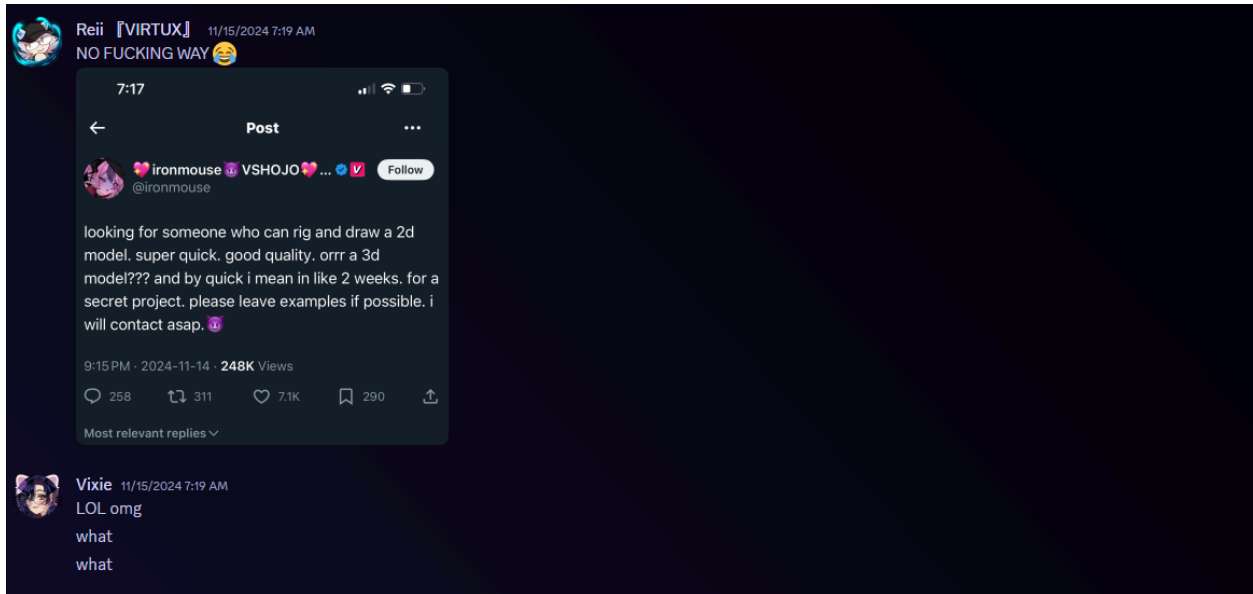 Reii 『VIRTUX』 11/15/2024 7:19 AM
NO FUCKING WAY😂
7:17
Post
💖ironmouse😈VSHOJO💖... V Follow
@ironmouse
looking for someone who can rig and draw a 2d
model. super quick. good quality. orrr a 3d
model??? and by quick i mean in like 2 weeks. for a
secret project. please leave examples if possible. i
will contact asap.😈
9:15 PM · 2024-11-14 · 248K Views
258 311 7.1K 290
Most relevant replies
Vixie 11/15/2024 7:19 AM
LOL omg
what
what